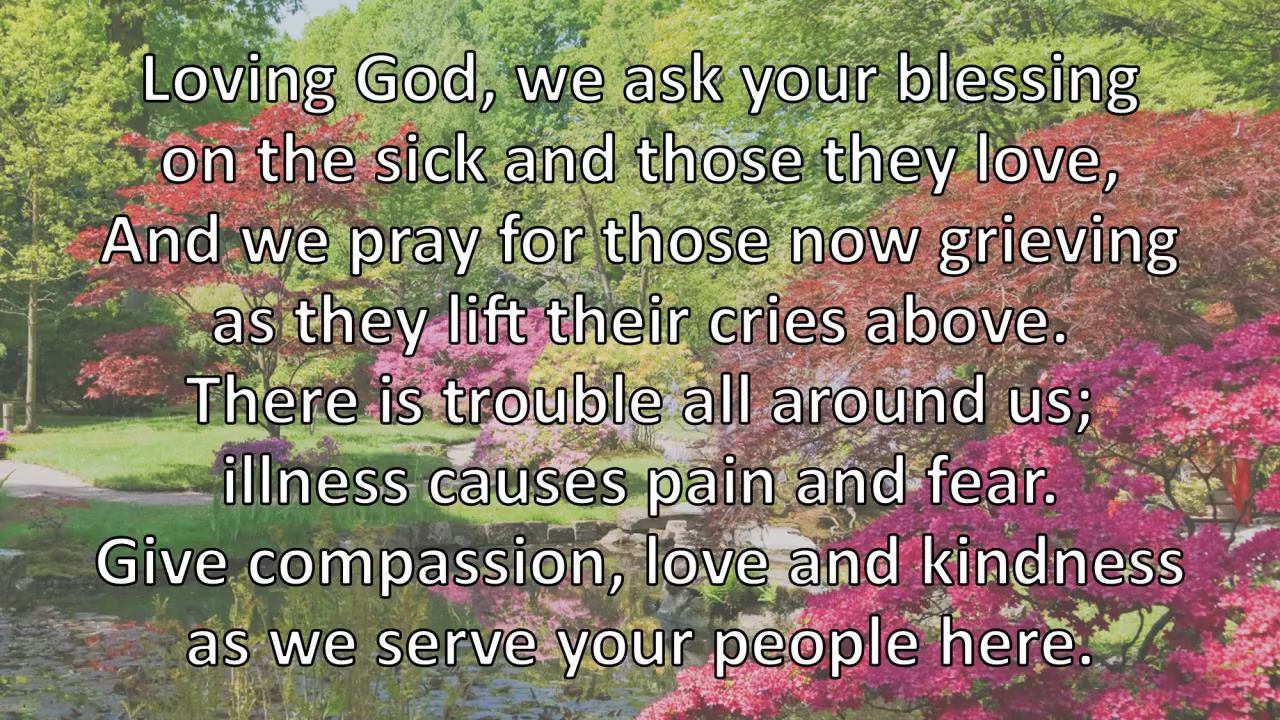 Loving God, we ask your blessing
on the sick and those they love,
And we pray for those now grieving
as they lift their cries above.
There is trouble all around us;
illness causes pain and fear.
Give compassion, love and kindness
as we serve your people here.